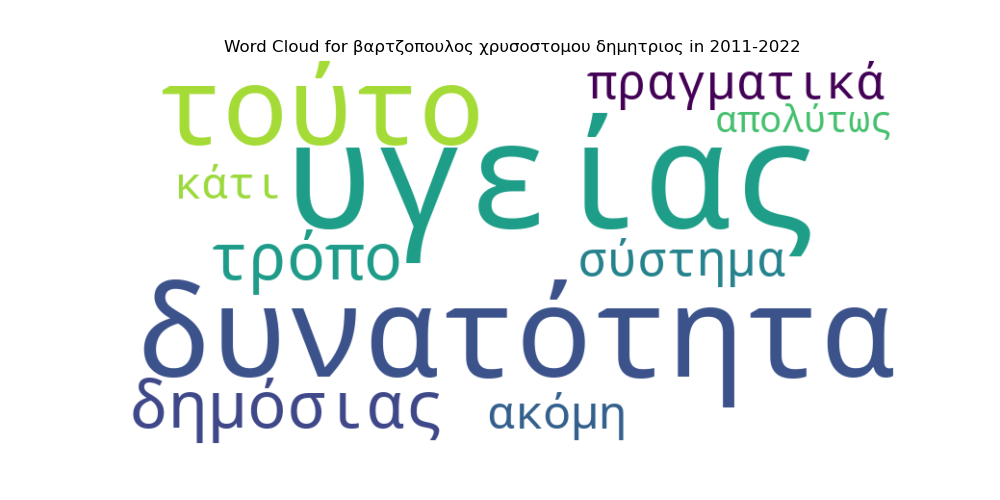 Word Cloud for βαρτζοπουλος χρυσοστομου δημητριος in 2011-2022
τούτο
πραγματικά
απολύτως
υγείας
κάτι
τρόπο
σύστημα
δυνατότητα
δημόσιας
ακόμη